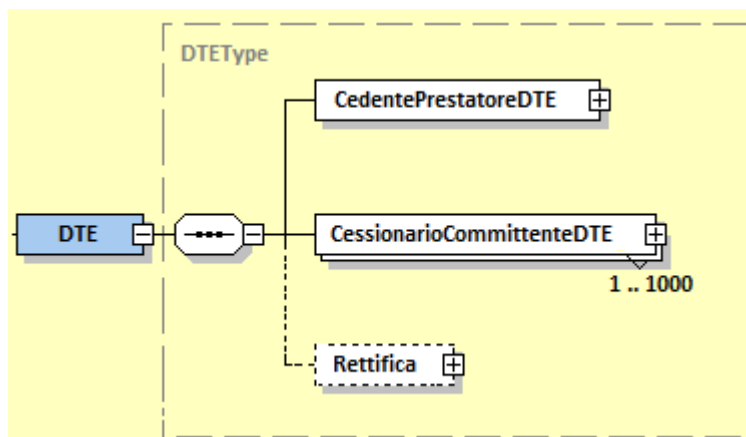 DTEType
CedentePrestatoreDTE
DTE
CessionarioCommittenteDTE
1 .. 1000
Rettifica